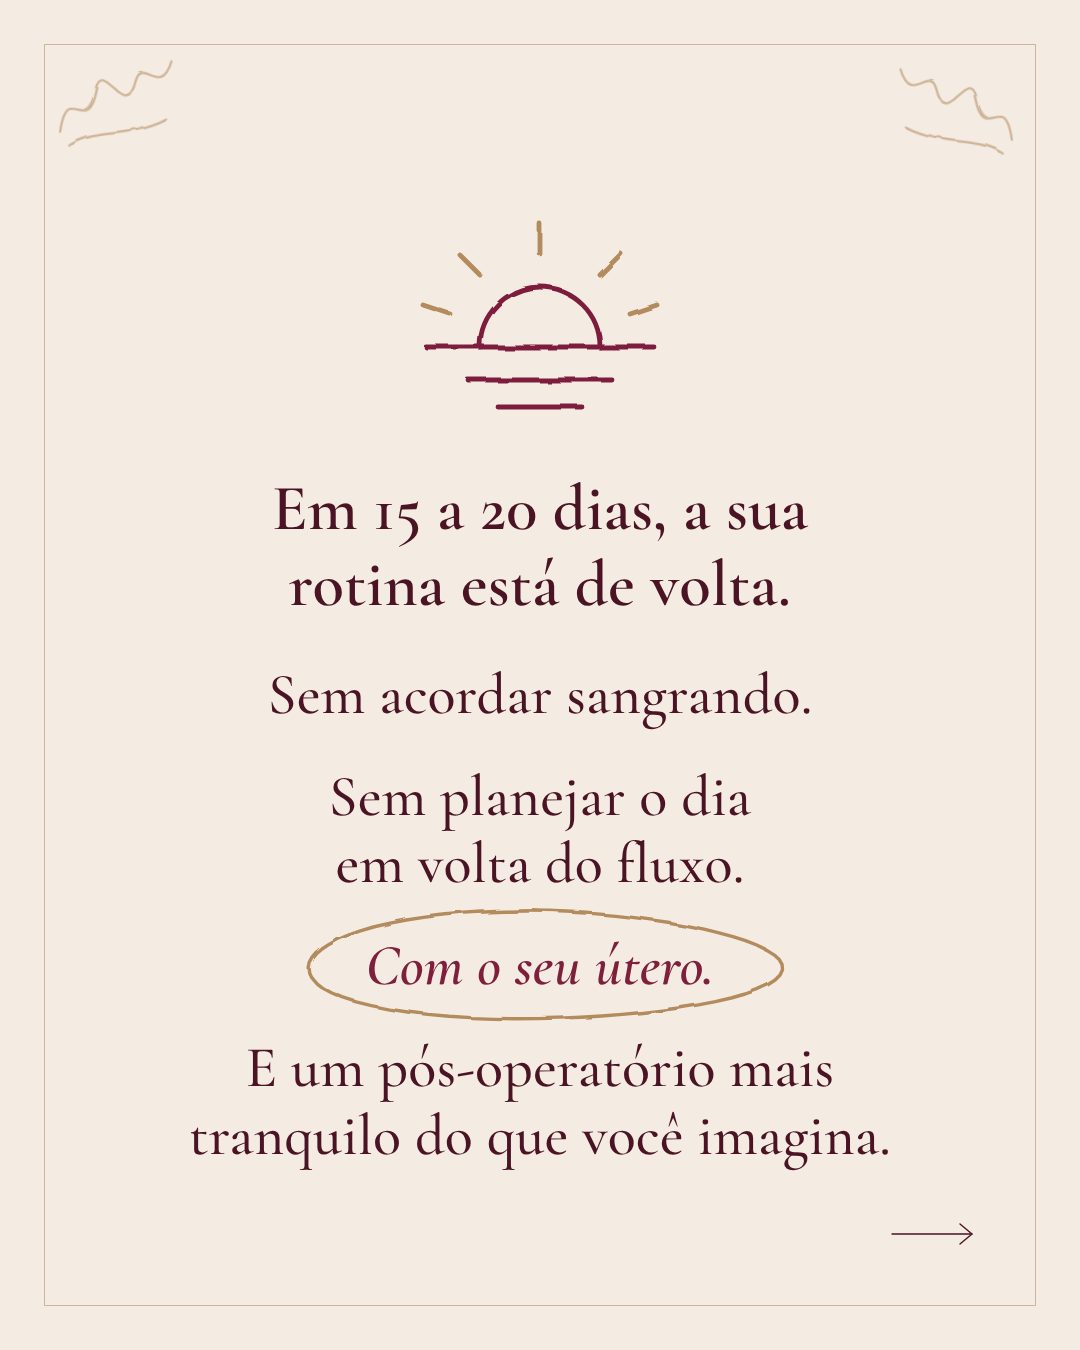 Em 15 a 20 dias, a sua
rotina está de volta.
Sem acordar sangrando.
Sem planejar o dia
em volta do fluxo.
Com o seu útero.
E um pós-operatório mais
tranquilo do que você imagina.